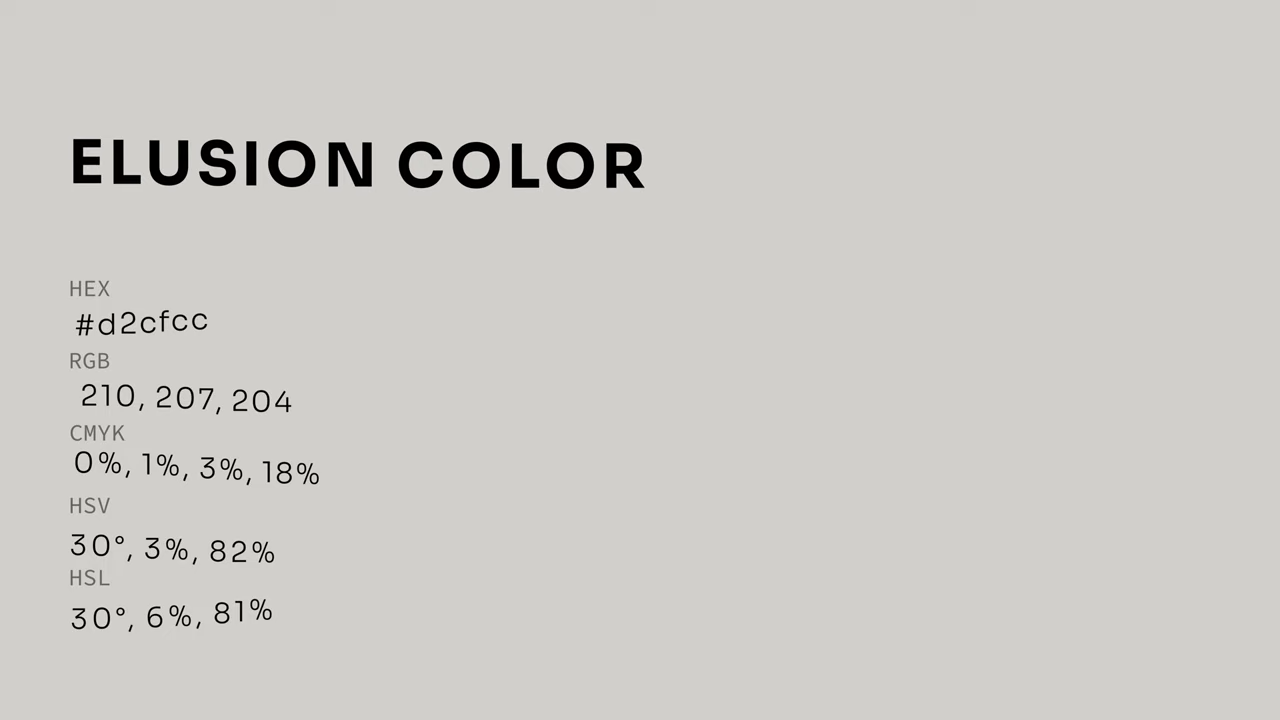 ELUSION COLOR
HEX
#d2cfcc
RGB
210, 207, 204
CMYK
0%, 1%, 3%, 18%
HSV
30°, 3%, 82%
HSL
30°, 6%, 81%